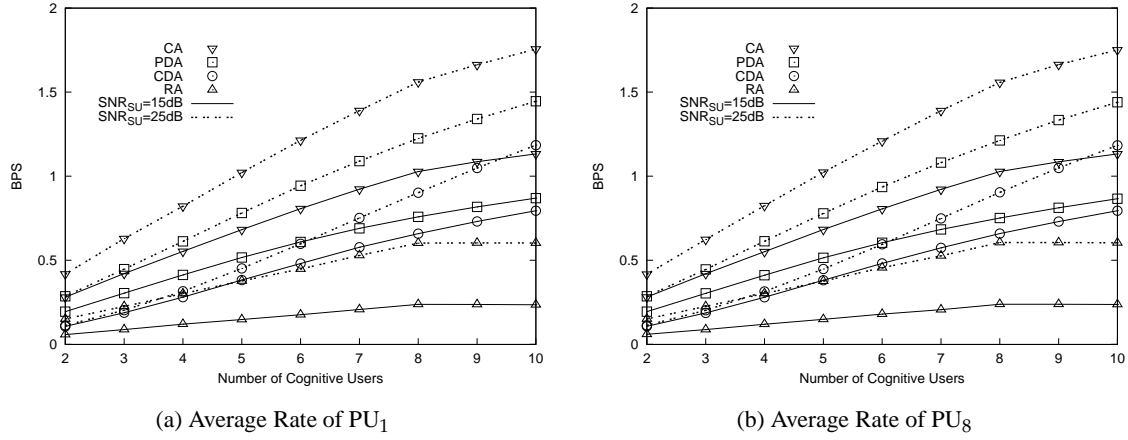 2
1.5
1
0.5
0
BPS
CA
PDA
CDA
RA
SNR_SU=15dB
SNR_SU=25dB
2 3 4 5 6 7 8 9 10
Number of Cognitive Users
(a) Average Rate of PU₁
2
1.5
1
0.5
0
BPS
CA
PDA
CDA
RA
SNR_SU=15dB
SNR_SU=25dB
2 3 4 5 6 7 8 9 10
Number of Cognitive Users
(b) Average Rate of PU₈